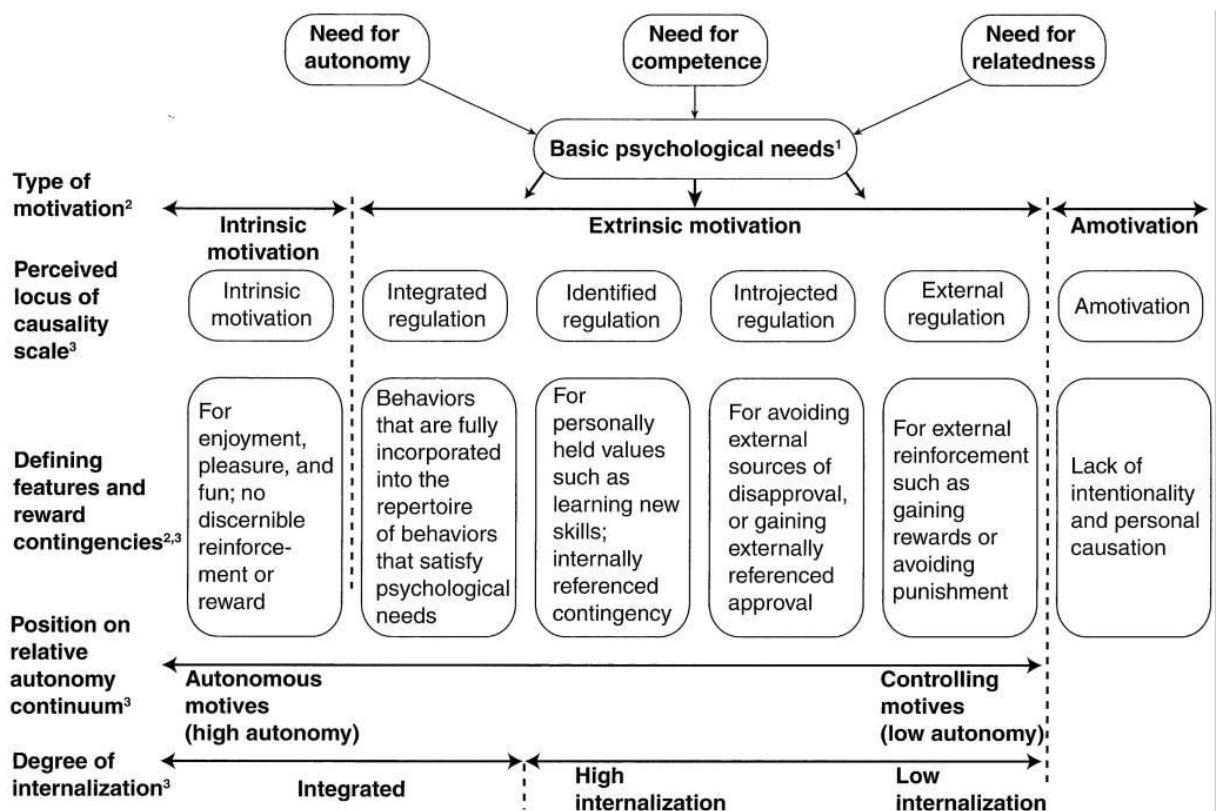 Need for
autonomy
Need for
competence
Need for
relatedness
Basic psychological needs¹
Type of
motivation²
Intrinsic
motivation
Extrinsic motivation
Amotivation
Perceived
locus of
causality
scale³
Intrinsic
motivation
Integrated
regulation
Identified
regulation
Introjected
regulation
External
regulation
Amotivation
Defining
features and
reward
contingencies²,³
For
enjoyment,
pleasure, and
fun; no
discernible
reinforce-
ment or
reward
Behaviors
that are fully
incorporated
into the
repertoire
of behaviors
that satisfy
psychological
needs
For
personally
held values
such as
learning new
skills;
internally
referenced
contingency
For avoiding
external
sources of
disapproval,
or gaining
externally
referenced
approval
For external
reinforcement
such as
gaining
rewards or
avoiding
punishment
Lack of
intentionality
and personal
causation
Position on
relative
autonomy
continuum³
Autonomous
motives
(high autonomy)
Controlling
motives
(low autonomy)
Degree of
internalization³
Integrated
High
internalization
Low
internalization